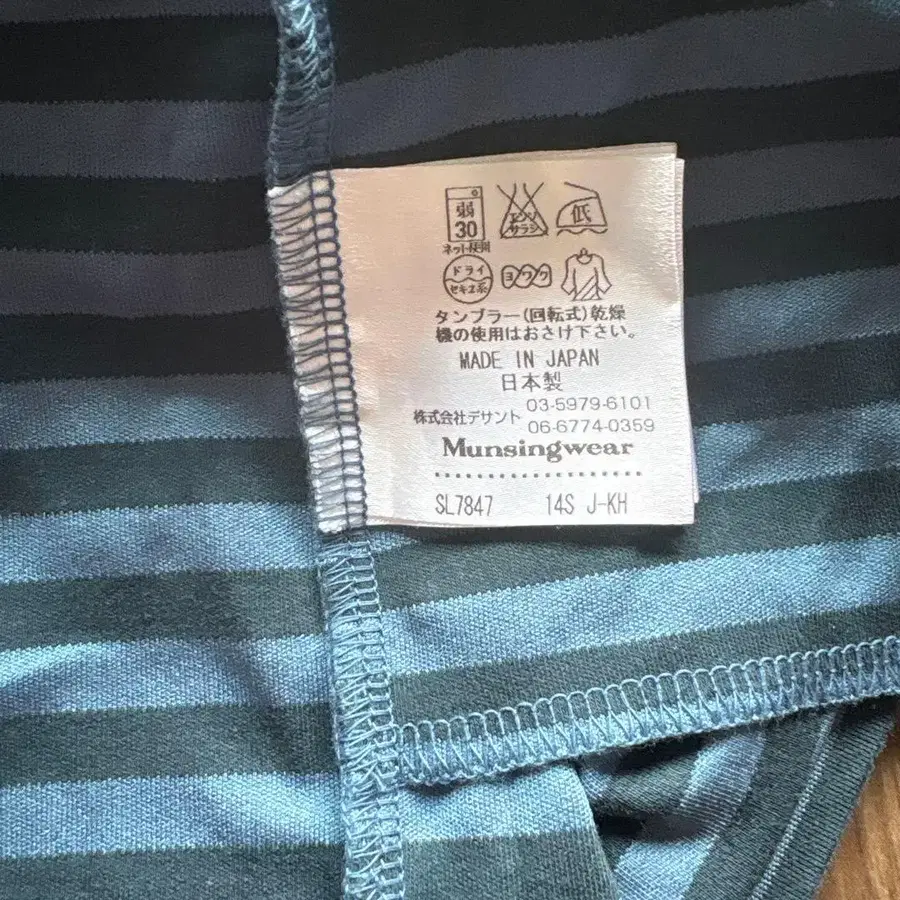 弱
30
ネット使用
エンソ
サラシ
低
ドライ
セキユ系
ヨワク
タンブラー(回転式)乾燥
機の使用はおさけ下さい。
MADE IN JAPAN
日本製
株式会社デサント 03-5979-6101
06-6774-0359
Munsingwear
SL7847 14S J-KH